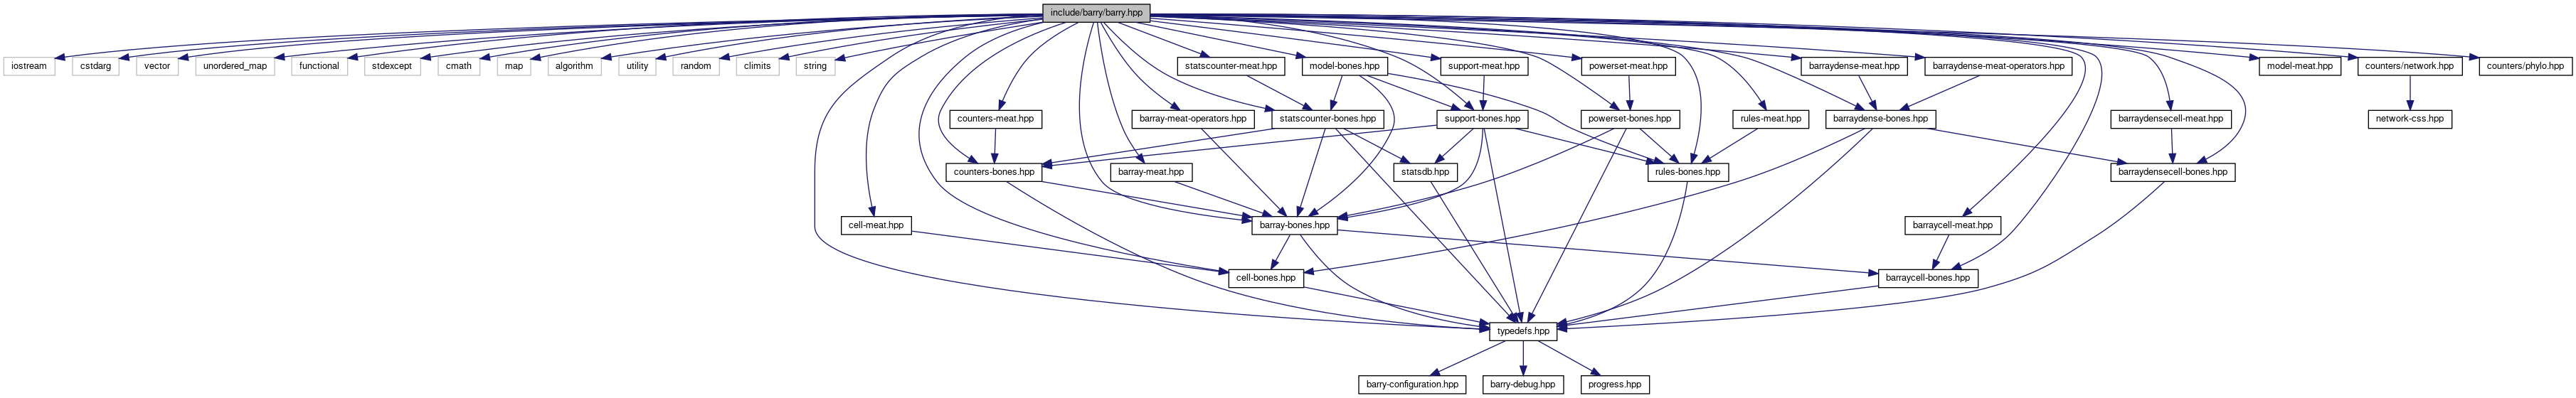 include/barry/barry.hpp
iostream
cstdarg
vector
unordered_map
functional
stdexcept
cmath
map
algorithm
utility
random
climits
string
statscounter-meat.hpp
model-bones.hpp
support-meat.hpp
powerset-meat.hpp
barraydense-meat.hpp
barraydense-meat-operators.hpp
model-meat.hpp
counters/network.hpp
counters/phylo.hpp
counters-meat.hpp
barray-meat-operators.hpp
statscounter-bones.hpp
support-bones.hpp
powerset-bones.hpp
rules-meat.hpp
barraydense-bones.hpp
barraydensecell-meat.hpp
network-css.hpp
counters-bones.hpp
barray-meat.hpp
statsdb.hpp
rules-bones.hpp
barraydensecell-bones.hpp
cell-meat.hpp
barray-bones.hpp
barraycell-meat.hpp
cell-bones.hpp
barraycell-bones.hpp
typedefs.hpp
barry-configuration.hpp
barry-debug.hpp
progress.hpp